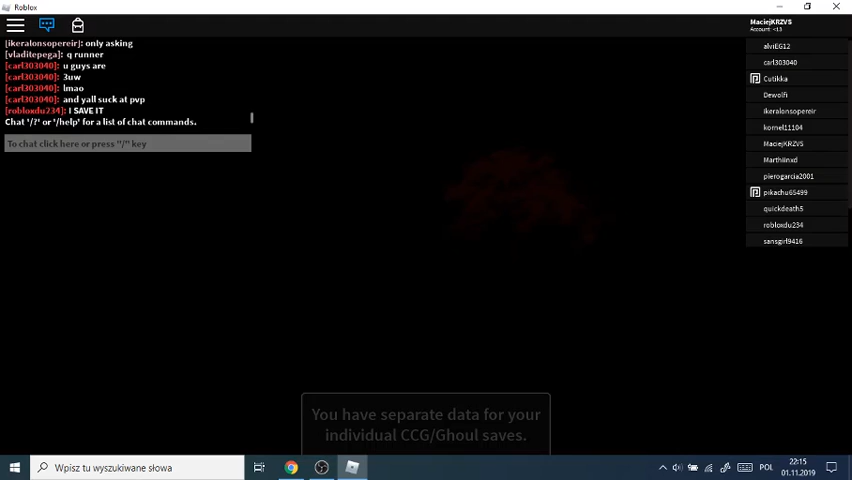 Roblox
[ikeralonsopereir]: only asking
[vladitepega]: q runner
[carl303040]: u guys are
[carl303040]: 3uw
[carl303040]: lmao
[carl303040]: and yall suck at pvp
[robloxdu234]: I SAVE IT
Chat '/?' or '/help' for a list of chat commands.
To chat click here or press "/" key
MaciejKRZVS
Account: <13
alviEG12
carl303040
Cutikka
Dewolfi
ikeralonsopereir
kornel11104
MaciejKRZVS
Marthiinxd
pierogarcia2001
pikachu65499
quickdeath5
robloxdu234
sansgirl9416
You have separate data for your
individual CCG/Ghoul saves.
Wpisz tu wyszukiwane słowa
POL
22:15
01.11.2019